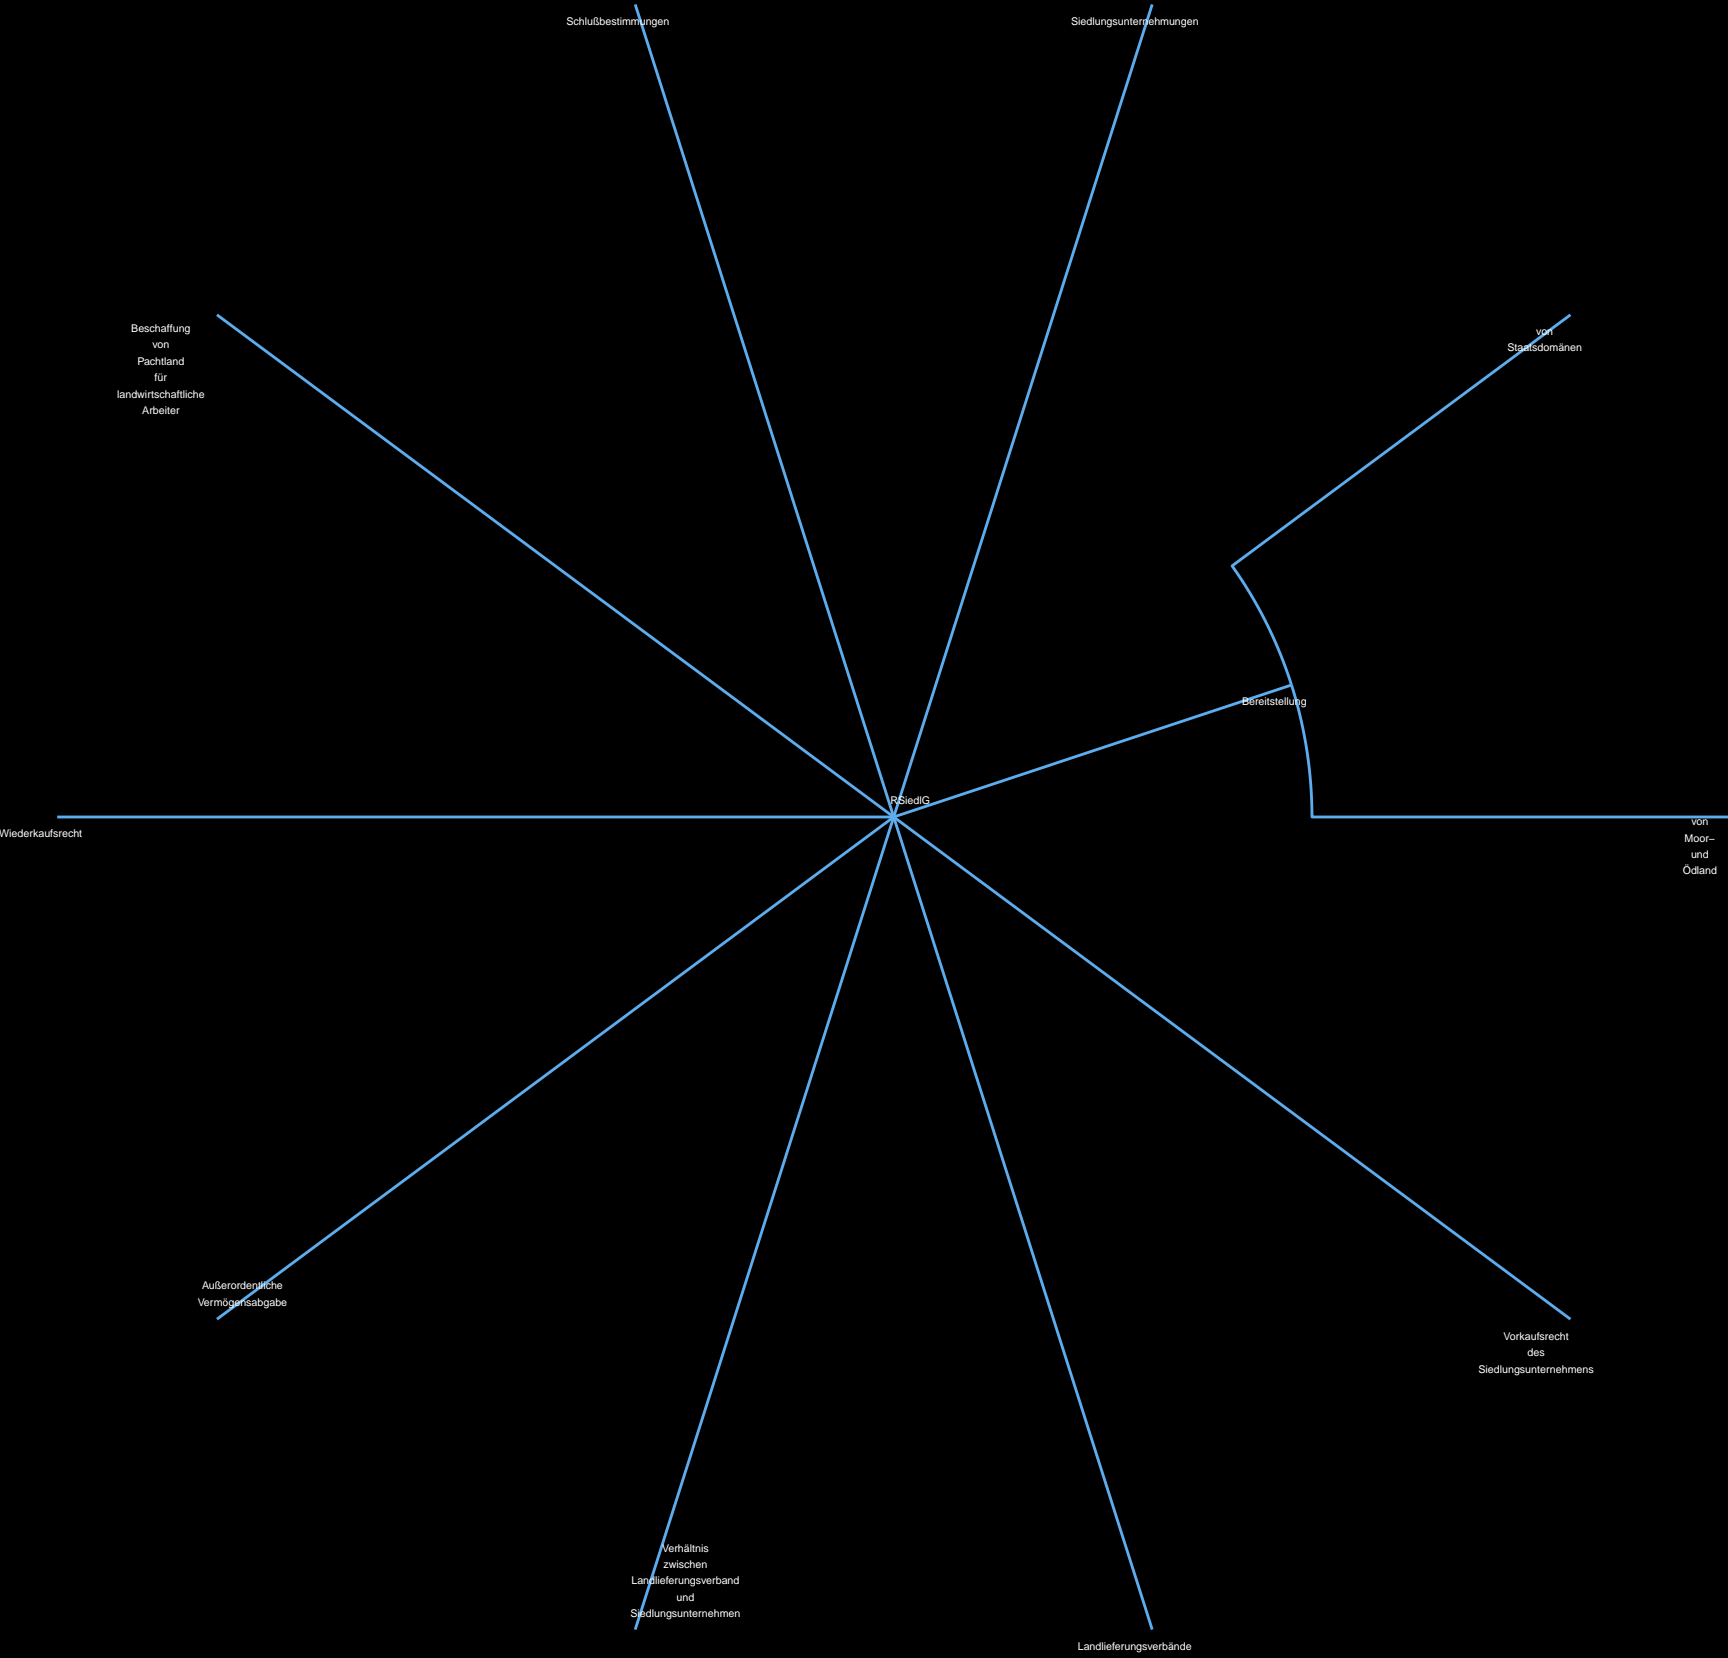 Schlußbestimmungen
Siedlungsunternehmungen
Beschaffung
von
Pachtland
für
landwirtschaftliche
Arbeiter
von
Staatsdomänen
Bereitstellung
RSiedlG
Wiederkaufsrecht
von
Moor–
und
Ödland
Außerordentliche
Vermögensabgabe
Vorkaufsrecht
des
Siedlungsunternehmens
Verhältnis
zwischen
Landlieferungsverband
und
Siedlungsunternehmen
Landlieferungsverbände